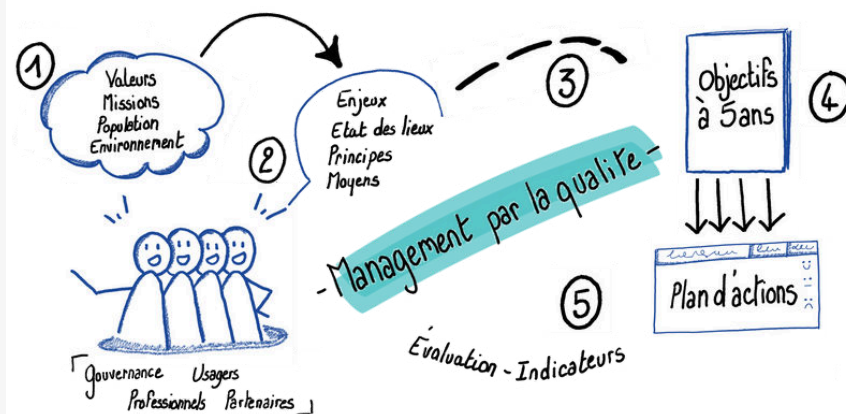 1
Valeurs
Missions
Population
Environnement
2
Enjeux
Etat des lieux
Principes
Moyens
3
Objectifs
à 5ans
4
Plan d'actions
- Management par la qualite -
5
Évaluation - Indicateurs
Gouvernance Usagers
Professionnels Partenaires